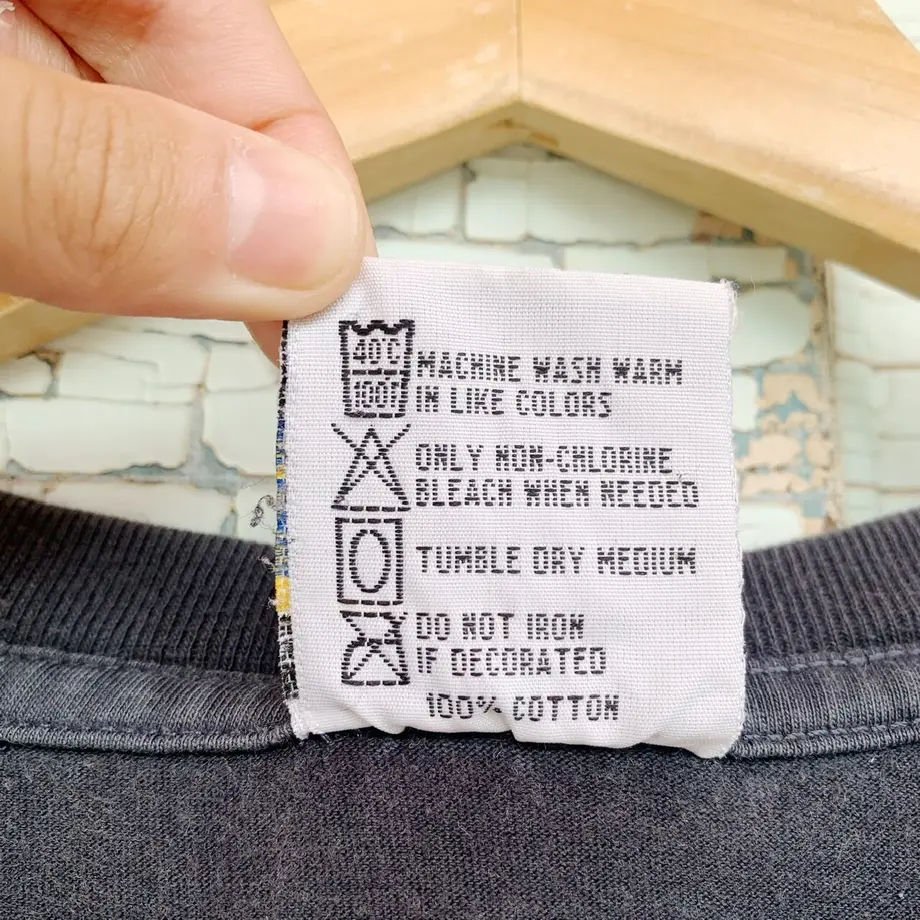 40°C
100°F
MACHINE WASH WARM
IN LIKE COLORS
ONLY NON-CHLORINE
BLEACH WHEN NEEDED
TUMBLE DRY MEDIUM
DO NOT IRON
IF DECORATED
100% COTTON